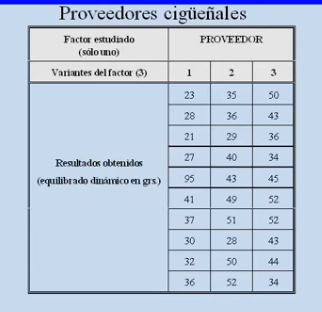 Proveedores cigüeñales
Factor estudiado PROVEEDOR
(sólo uno)
Variantes del factor (3) 1 2 3
23 35 50
28 36 43
21 29 36
27 40 34
Resultados obtenidos
(equilibrado dinámico en grs.) 95 43 45
41 49 52
37 51 52
30 28 43
32 50 44
36 52 34